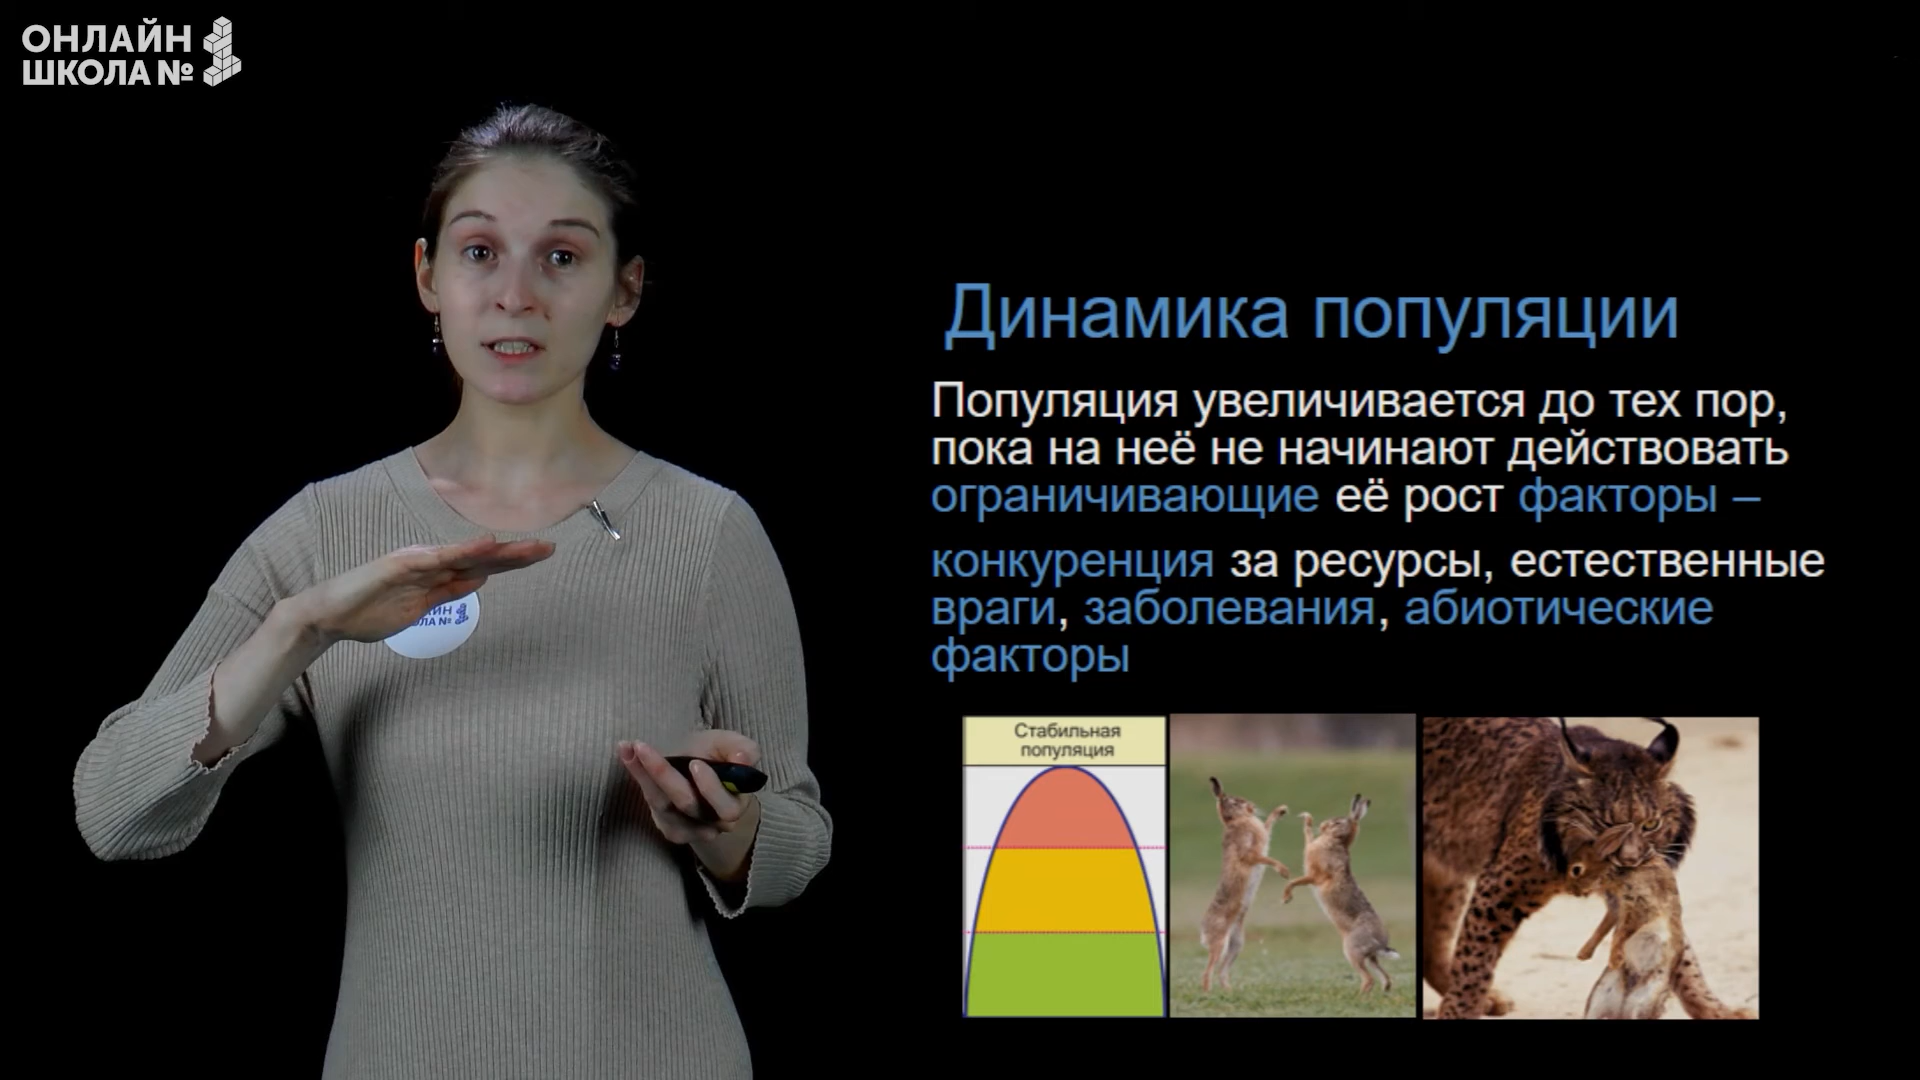 ОНЛАЙН
ШКОЛА №
Динамика популяции
Популяция увеличивается до тех пор,
пока на неё не начинают действовать
ограничивающие её рост факторы –
конкуренция за ресурсы, естественные
враги, заболевания, абиотические
факторы
Стабильная
популяция